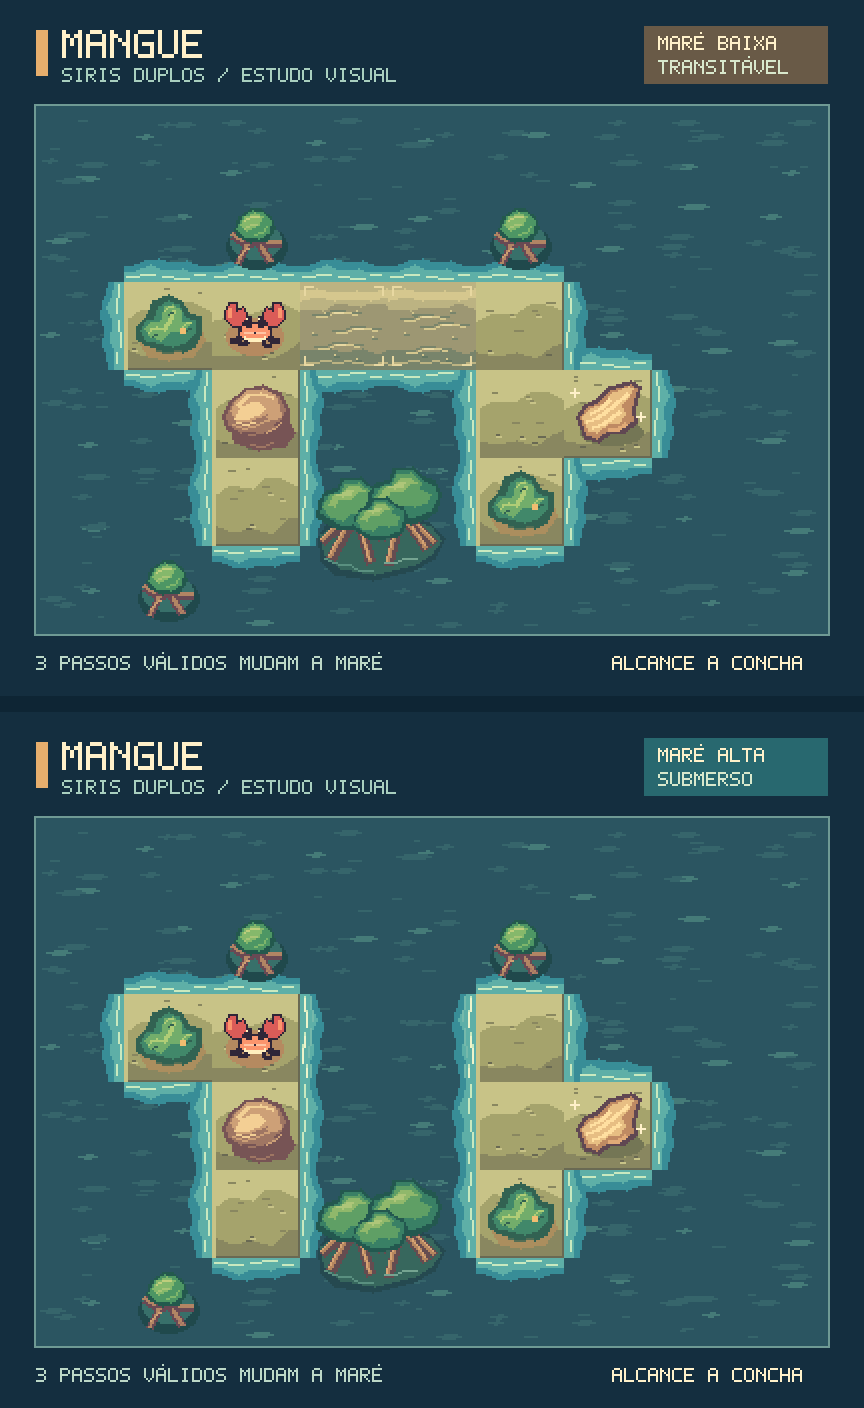 MANGUE
SIRIS DUPLOS / ESTUDO VISUAL
MARÉ BAIXA
TRANSITÁVEL
3 PASSOS VÁLIDOS MUDAM A MARÉ
ALCANCE A CONCHA
MANGUE
SIRIS DUPLOS / ESTUDO VISUAL
MARÉ ALTA
SUBMERSO
3 PASSOS VÁLIDOS MUDAM A MARÉ
ALCANCE A CONCHA